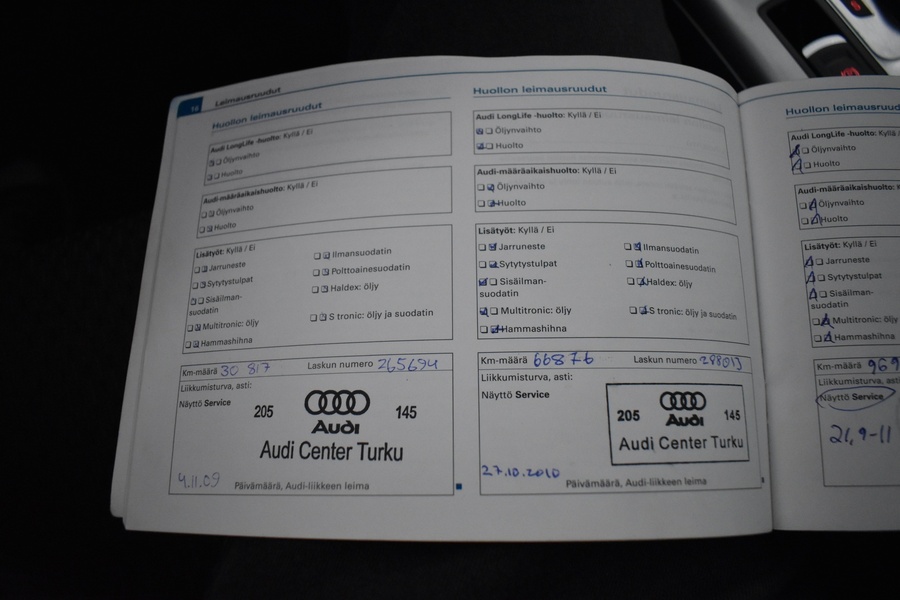 18 Leimausruudut
Huollon leimausruudut
Audi LongLife -huolto: Kyllä / Ei
Öljynvaihto
Huolto
Audi-määräaikaishuolto: Kyllä / Ei
Öljynvaihto
Huolto
Lisätyöt: Kyllä / Ei
Jarruneste
Ilmansuodatin
Sytytystulpat
Polttoainesuodatin
Sisäilman-
suodatin
Haldex: öljy
Multitronic: öljy
S tronic: öljy ja suodatin
Hammashihna
Km-määrä 30 817 Laskun numero 265694
Liikkumisturva, asti:
Näyttö Service
205 Audi 145
Audi Center Turku
4.11.09
Päivämäärä, Audi-liikkeen leima
Huollon leimausruudut
Audi LongLife -huolto: Kyllä / Ei
Öljynvaihto
Huolto
Audi-määräaikaishuolto: Kyllä / Ei
Öljynvaihto
Huolto
Lisätyöt: Kyllä / Ei
Jarruneste
Ilmansuodatin
Sytytystulpat
Polttoainesuodatin
Sisäilman-
suodatin
Haldex: öljy
Multitronic: öljy
S tronic: öljy ja suodatin
Hammashihna
Km-määrä 66876 Laskun numero 288013
Liikkumisturva, asti:
Näyttö Service
205 Audi 145
Audi Center Turku
27.10.2010
Päivämäärä, Audi-liikkeen leima
Huollon leimausruud
Audi LongLife -huolto: Kyllä /
Öljynvaihto
Huolto
Audi-määräaikaishuolto:
Öljynvaihto
Huolto
Lisätyöt: Kyllä / Ei
Jarruneste
Sytytystulpat
Sisäilman-
suodatin
Multitronic: öljy
Hammashihna
Km-määrä 969
Liikkumisturva, asti:
Näyttö Service
21,9-11